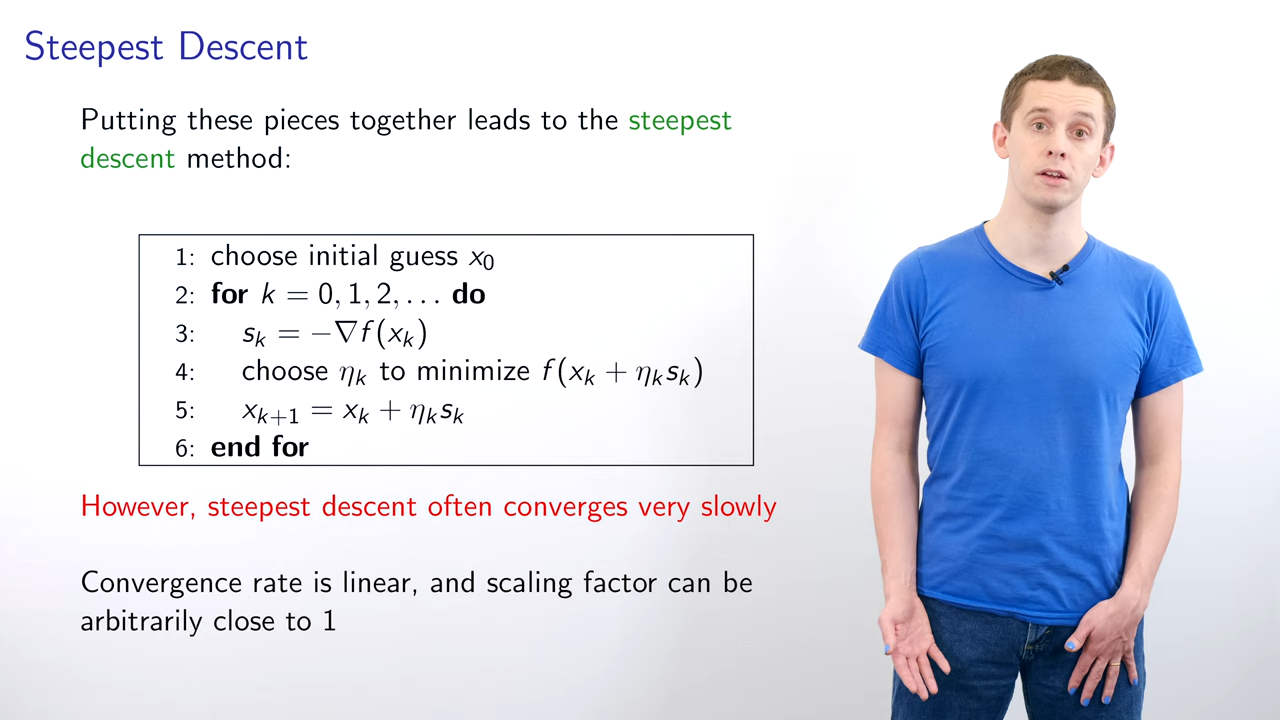 Steepest Descent
Putting these pieces together leads to the steepest
descent method:
1: choose initial guess x₀
2: for k = 0, 1, 2, . . . do
3: sₖ = −∇f(xₖ)
4: choose ηₖ to minimize f(xₖ + ηₖsₖ)
5: xₖ₊₁ = xₖ + ηₖsₖ
6: end for
However, steepest descent often converges very slowly
Convergence rate is linear, and scaling factor can be
arbitrarily close to 1